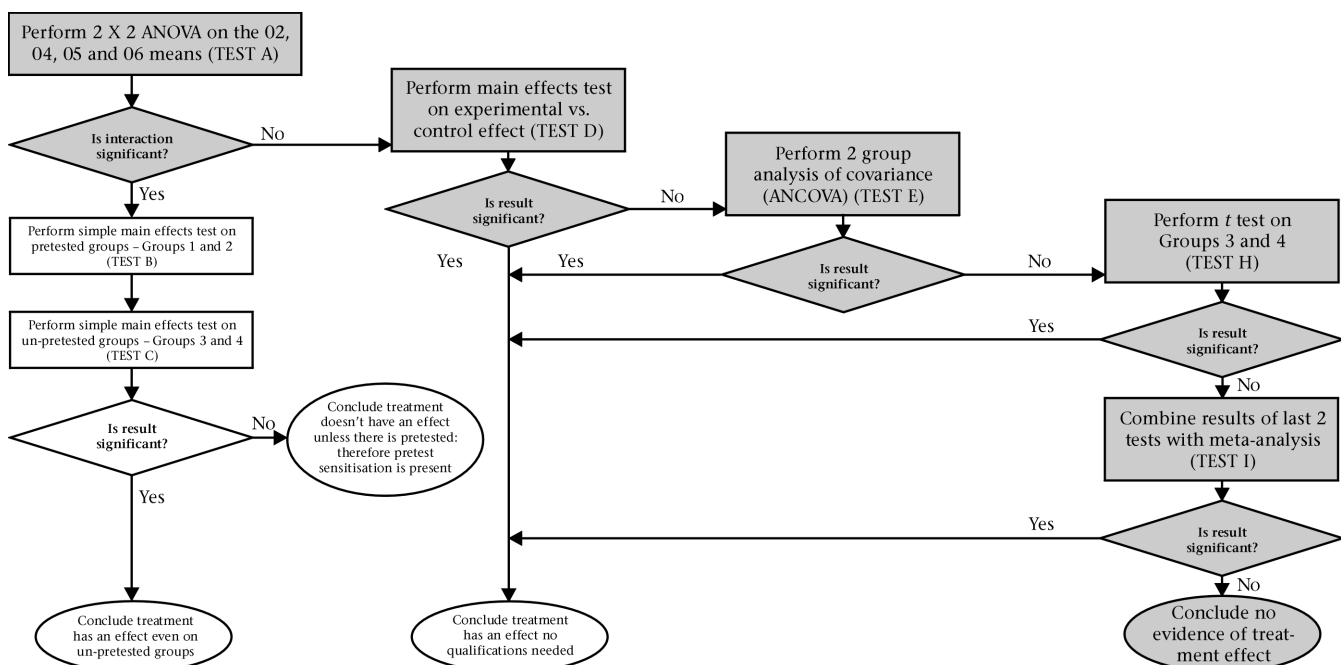 Perform 2 X 2 ANOVA on the 02,
04, 05 and 06 means (TEST A)
Is interaction
significant?
No
Yes
Perform simple main effects test on
pretested groups – Groups 1 and 2
(TEST B)
Perform simple main effects test on
un-pretested groups – Groups 3 and 4
(TEST C)
Is result
significant?
No
Conclude treatment
doesn't have an effect
unless there is pretested:
therefore pretest
sensitisation is present
Yes
Conclude treatment
has an effect even on
un-pretested groups
Perform main effects test
on experimental vs.
control effect (TEST D)
Is result
significant?
No
Yes
Perform 2 group
analysis of covariance
(ANCOVA) (TEST E)
Is result
significant?
Yes
No
Perform t test on
Groups 3 and 4
(TEST H)
Is result
significant?
Yes
No
Combine results of last 2
tests with meta-analysis
(TEST I)
Is result
significant?
Yes
No
Conclude treatment
has an effect no
qualifications needed
Conclude no
evidence of treat-
ment effect